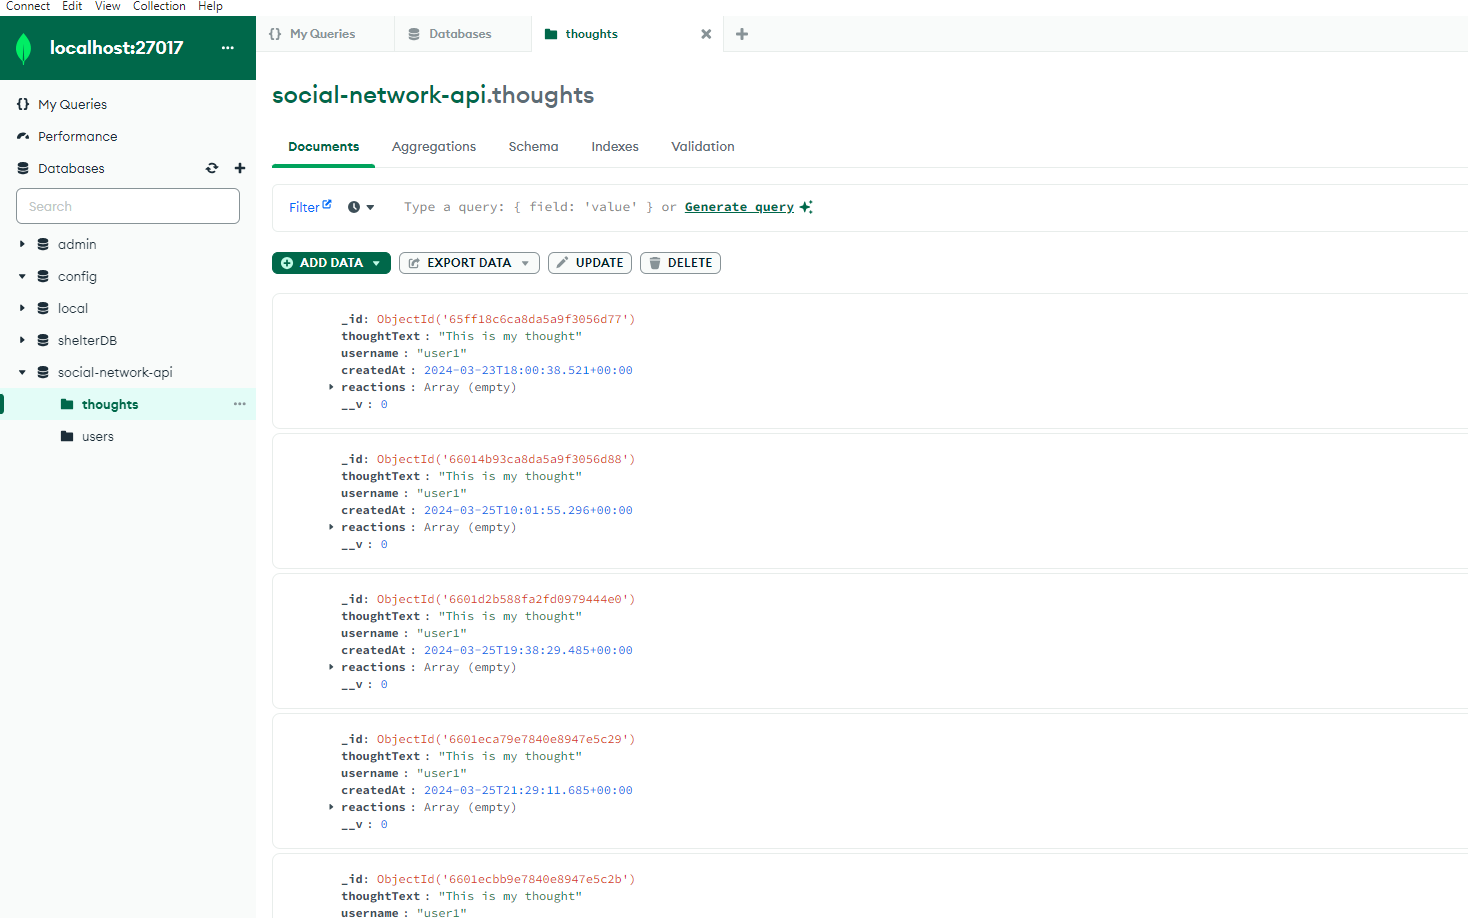 Connect Edit View Collection Help
localhost:27017 ...
{} My Queries
Databases
thoughts
My Queries
Performance
Databases
Search
admin
config
local
shelterDB
social-network-api
thoughts ...
users
social-network-api.thoughts
Documents Aggregations Schema Indexes Validation
Filter Type a query: { field: 'value' } or Generate query
ADD DATA EXPORT DATA UPDATE DELETE
_id: ObjectId('65ff18c6ca8da5a9f3056d77')
thoughtText : "This is my thought"
username : "user1"
createdAt : 2024-03-23T18:00:38.521+00:00
reactions : Array (empty)
__v : 0
_id: ObjectId('66014b93ca8da5a9f3056d88')
thoughtText : "This is my thought"
username : "user1"
createdAt : 2024-03-25T10:01:55.296+00:00
reactions : Array (empty)
__v : 0
_id: ObjectId('6601d2b588fa2fd0979444e0')
thoughtText : "This is my thought"
username : "user1"
createdAt : 2024-03-25T19:38:29.485+00:00
reactions : Array (empty)
__v : 0
_id: ObjectId('6601eca79e7840e8947e5c29')
thoughtText : "This is my thought"
username : "user1"
createdAt : 2024-03-25T21:29:11.685+00:00
reactions : Array (empty)
__v : 0
_id: ObjectId('6601ecbb9e7840e8947e5c2b')
thoughtText : "This is my thought"
username : "user1"